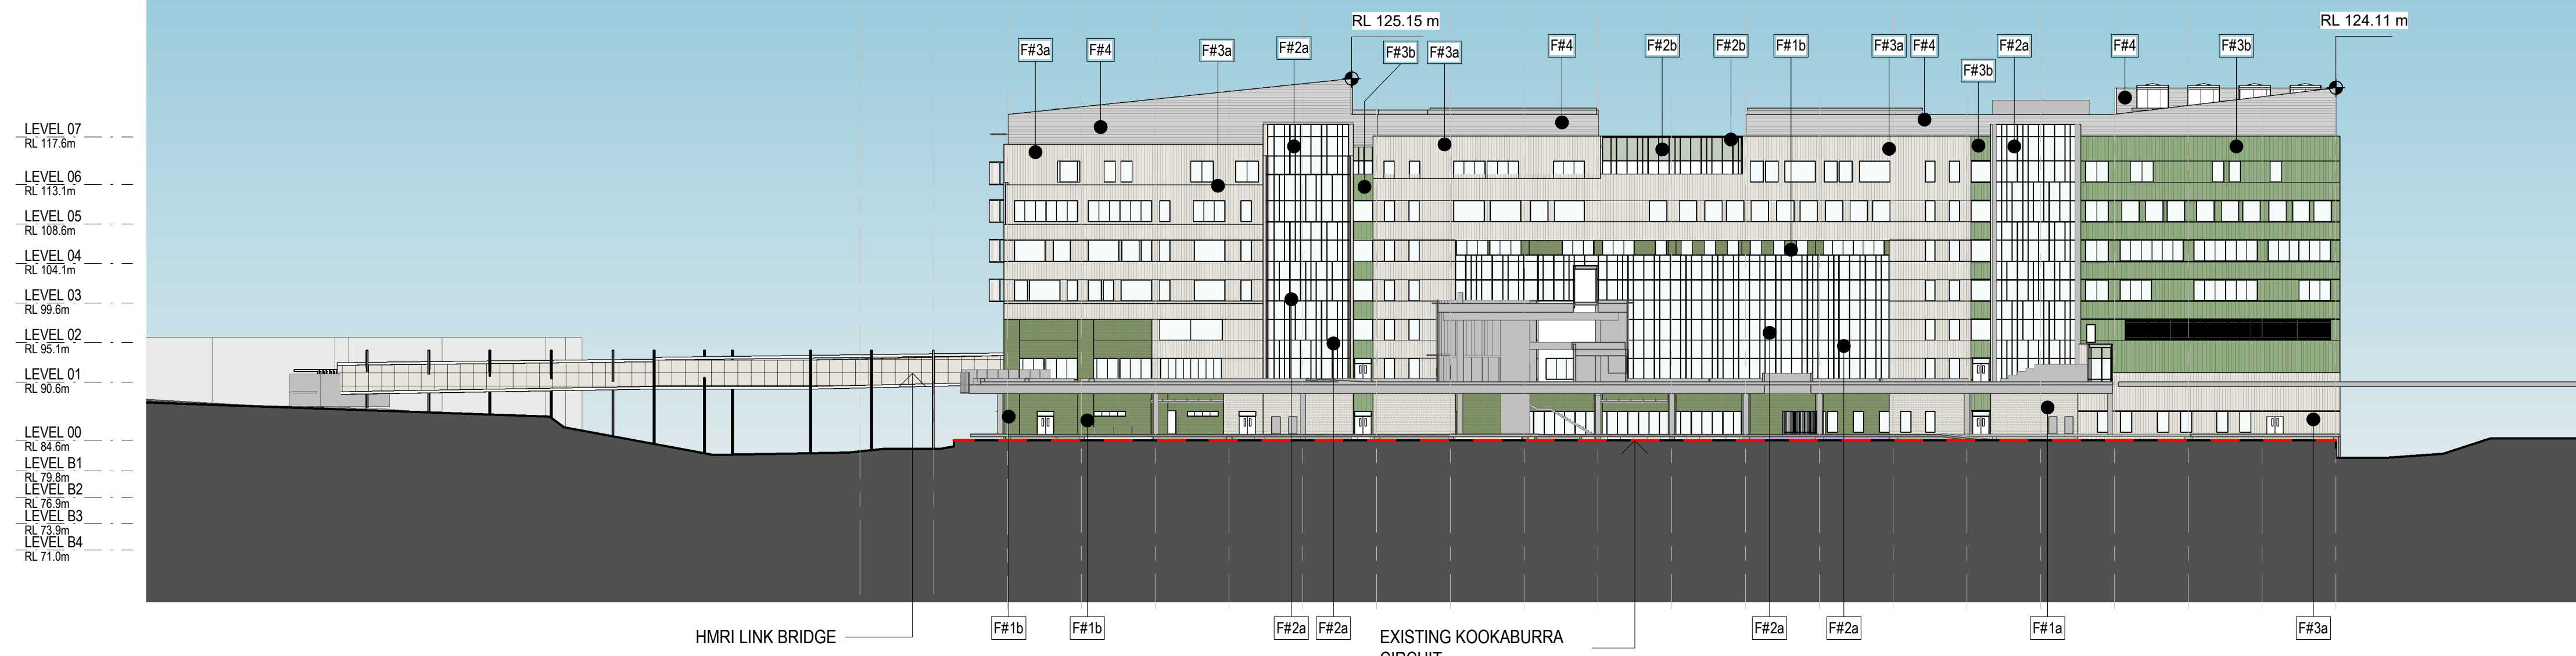 RL 125.15 m
RL 124.11 m
F#3a
F#4
F#3a
F#2a
F#3b
F#3a
F#4
F#2b
F#2b
F#1b
F#3a
F#4
F#3b
F#2a
F#4
F#3b
LEVEL 07
RL 117.6m
LEVEL 06
RL 113.1m
LEVEL 05
RL 108.6m
LEVEL 04
RL 104.1m
LEVEL 03
RL 99.6m
LEVEL 02
RL 95.1m
LEVEL 01
RL 90.6m
LEVEL 00
RL 84.6m
LEVEL B1
RL 79.8m
LEVEL B2
RL 76.9m
LEVEL B3
RL 73.9m
LEVEL B4
RL 71.0m
F#1b
F#1b
F#2a
F#2a
F#2a
F#2a
F#1a
F#3a
HMRI LINK BRIDGE
EXISTING KOOKABURRA
CIRCUIT